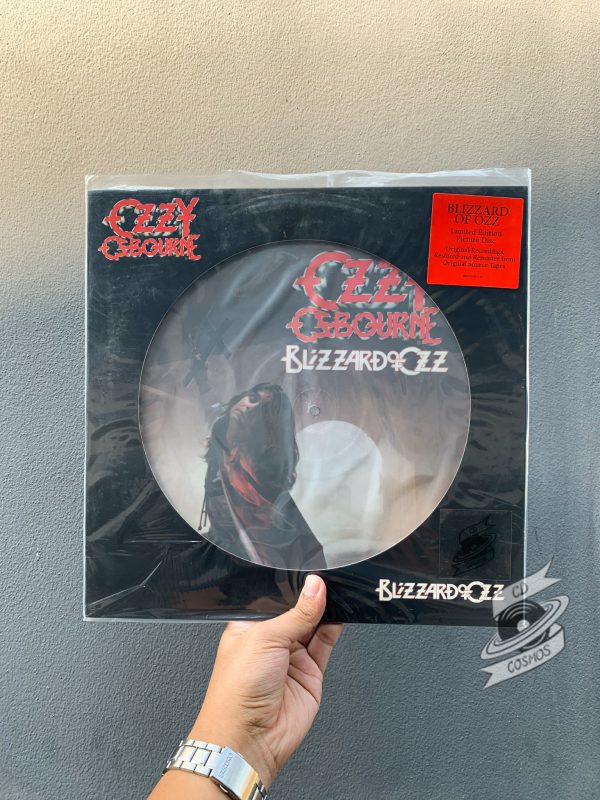 OZZY
OSBOURNE
BLIZZARD
OF OZZ
Limited Edition
Picture Disc
Original Recordings,
Restored and Remaster from
Original Source Tapes
OZZY
OSBOURNE
BLIZZARD OF OZZ
BLIZZARD OF OZZ
CD
COSMOS